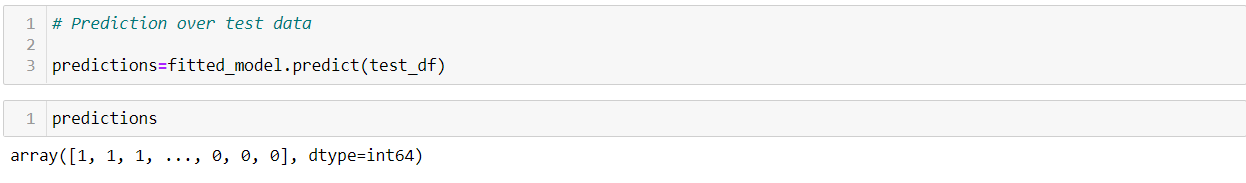 1 # Prediction over test data
2
3 predictions=fitted_model.predict(test_df)
1 predictions
array([1, 1, 1, ..., 0, 0, 0], dtype=int64)